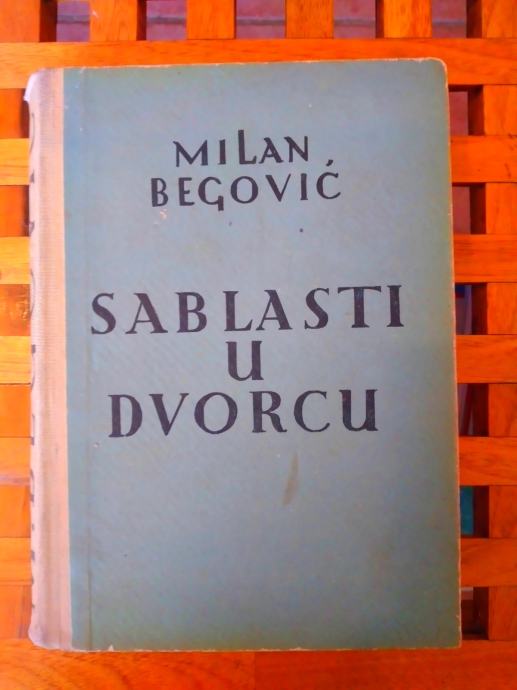 MILAN
BEGOVIĆ
SABLASTI
U
DVORCU